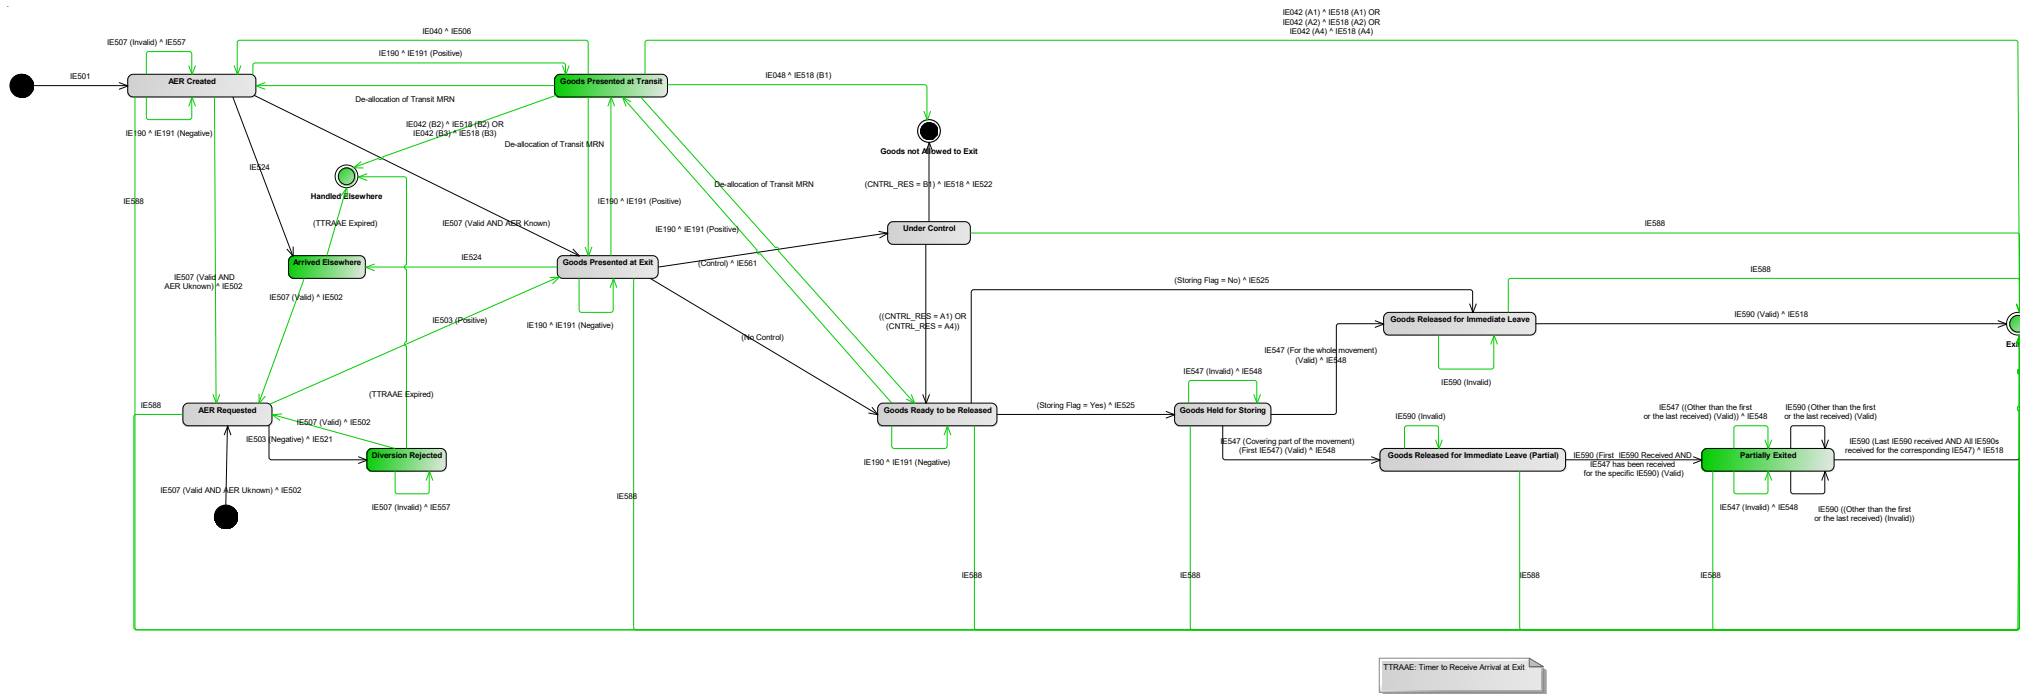 IE042 (A1) ^ IE518 (A1) OR
IE042 (A2) ^ IE518 (A2) OR
IE042 (A4) ^ IE518 (A4)
IE040 ^ IE506
IE507 (Invalid) ^ IE557
IE190 ^ IE191 (Positive)
IE501
AER Created
Goods Presented at Transit
IE048 ^ IE518 (B1)
De-allocation of Transit MRN
IE190 ^ IE191 (Negative)
IE042 (B2) ^ IE518 (B2) OR
IE042 (B3) ^ IE518 (B3)
De-allocation of Transit MRN
Goods not Allowed to Exit
IE524
De-allocation of Transit MRN
(CNTRL_RES = B1) ^ IE518 ^ IE522
Handled Elsewhere
IE588
IE190 ^ IE191 (Positive)
(TTRAAE Expired)
IE507 (Valid AND AER Known)
IE190 ^ IE191 (Positive)
Under Control
IE588
Arrived Elsewhere
IE524
Goods Presented at Exit
(Control) ^ IE561
IE588
IE507 (Valid AND
AER Uknown) ^ IE502
(Storing Flag = No) ^ IE525
IE507 (Valid) ^ IE502
IE503 (Positive)
IE190 ^ IE191 (Negative)
((CNTRL_RES = A1) OR
(CNTRL_RES = A4))
Goods Released for Immediate Leave
IE590 (Valid) ^ IE518
(No Control)
IE547 (For the whole movement)
(Valid) ^ IE548
IE547 (Invalid) ^ IE548
IE590 (Invalid)
(TTRAAE Expired)
IE588
AER Requested
Goods Ready to be Released
(Storing Flag = Yes) ^ IE525
Goods Held for Storing
IE590 (Invalid)
IE547 ((Other than the first
or the last received) (Valid)) ^ IE548
IE590 (Other than the first
or the last received) (Valid)
IE507 (Valid) ^ IE502
IE503 (Negative) ^ IE521
Diversion Rejected
IE190 ^ IE191 (Negative)
IE547 (Covering part of the movement)
(First IE547) (Valid) ^ IE548
Goods Released for Immediate Leave (Partial)
IE590 (First IE590 Received AND
IE547 has been received
for the specific IE590) (Valid)
Partially Exited
IE590 (Last IE590 received AND All IE590s
received for the corresponding IE547) ^ IE518
IE507 (Valid AND AER Uknown) ^ IE502
IE588
IE507 (Invalid) ^ IE557
IE547 (Invalid) ^ IE548
IE590 ((Other than the first
or the last received) (Invalid))
IE588
IE588
IE588
IE588
TTRAAE: Timer to Receive Arrival at Exit